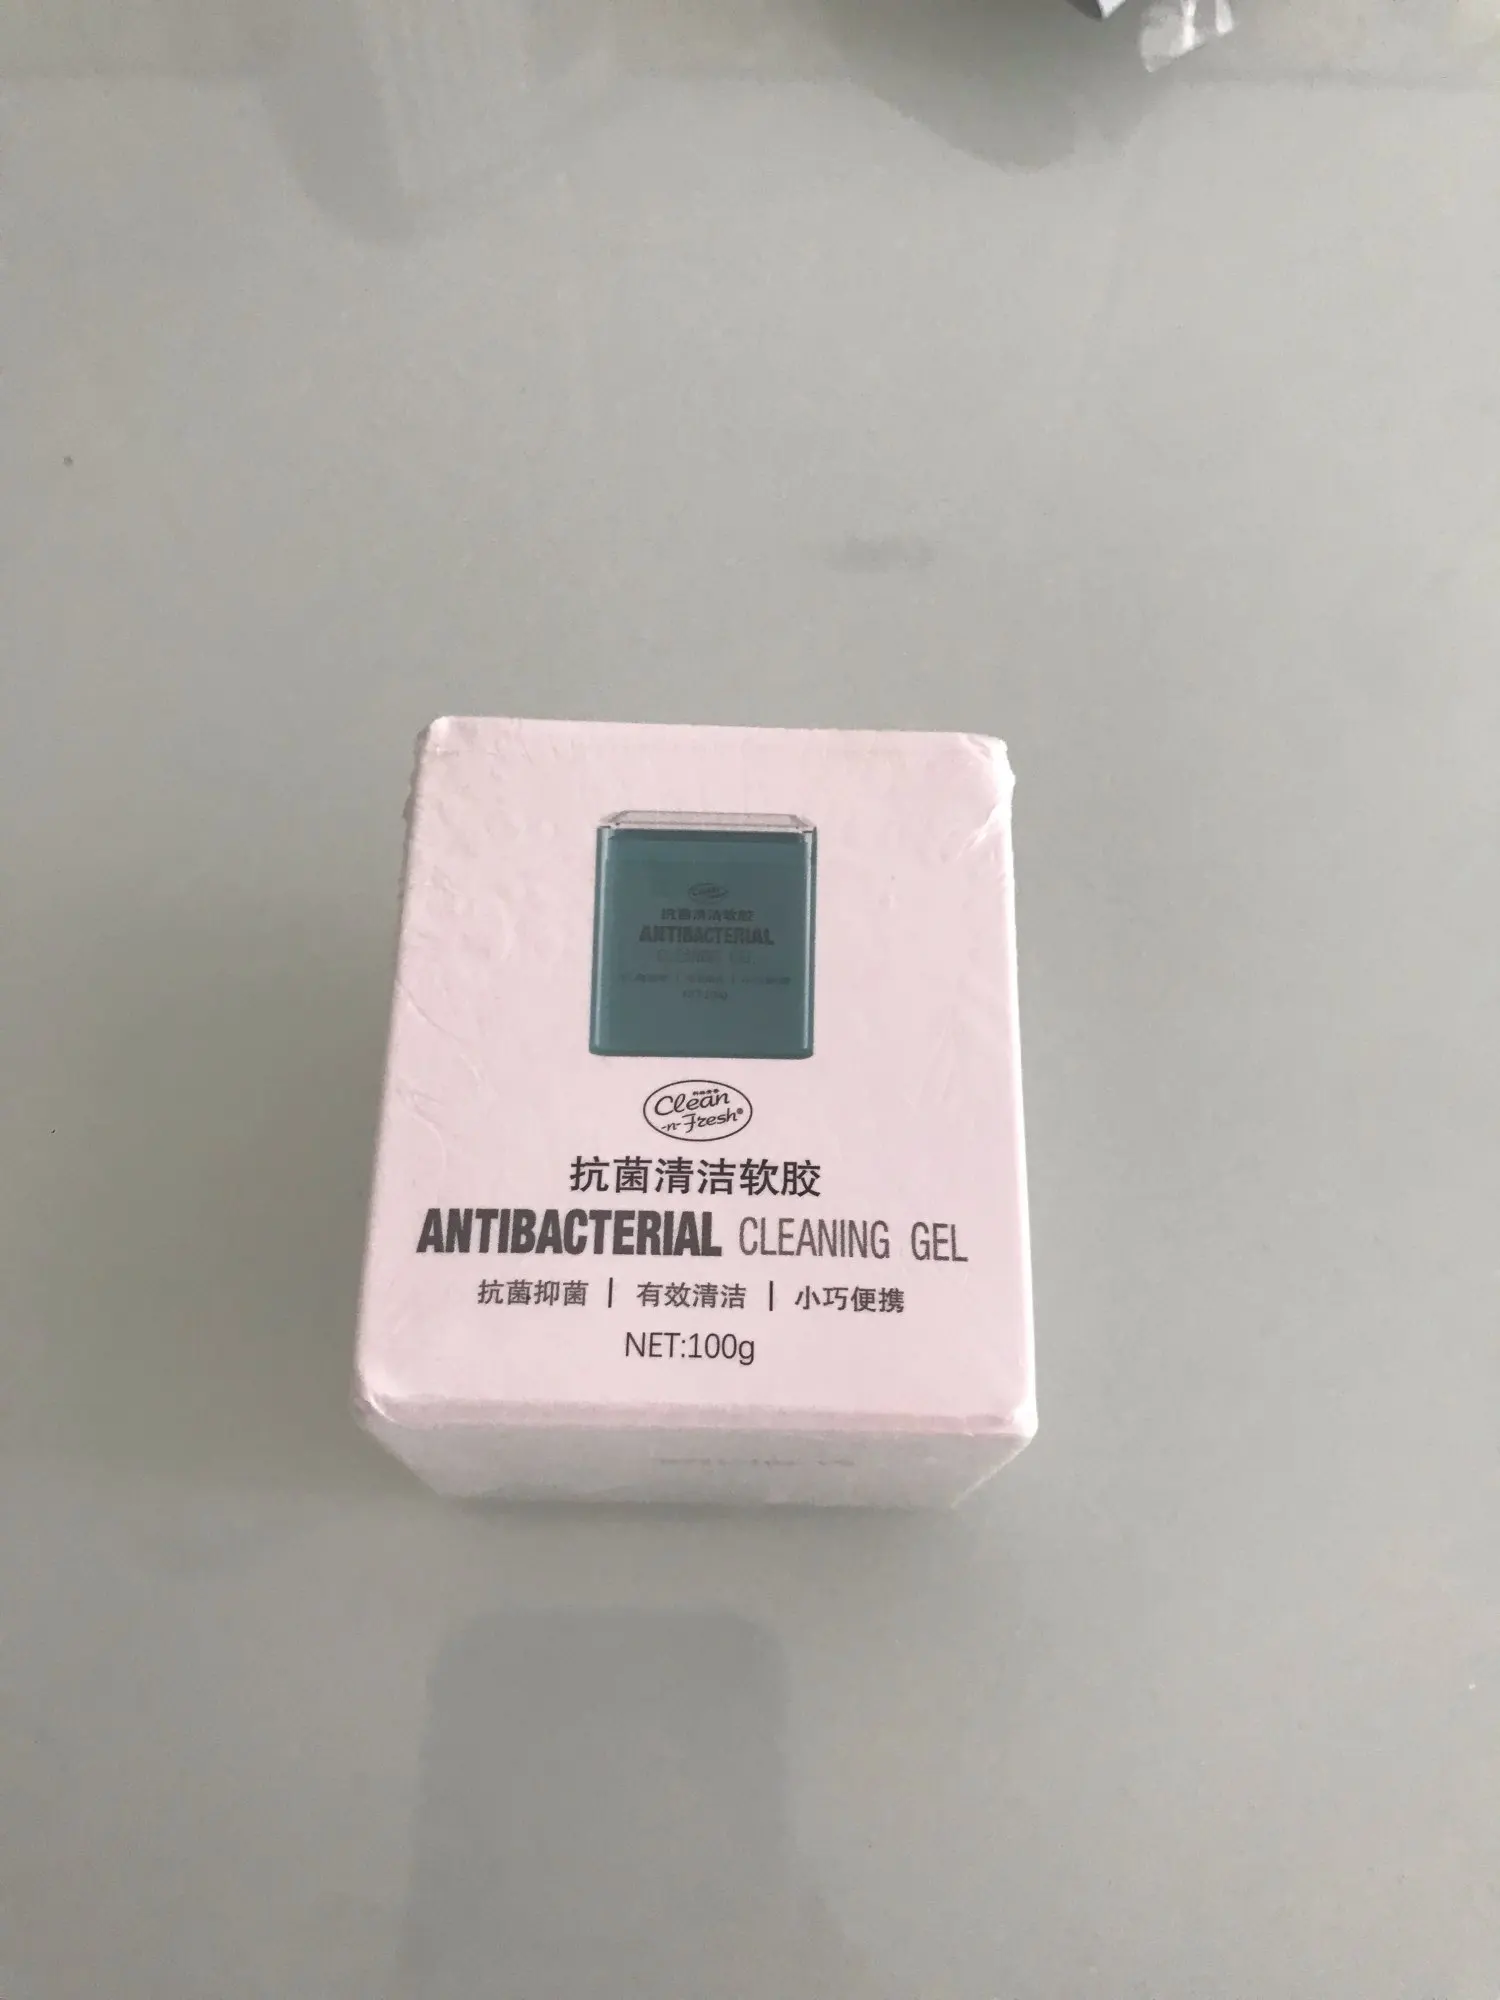 抗菌清洁软胶
ANTIBACTERIAL
Clean
-n-Fresh®
抗菌清洁软胶
ANTIBACTERIAL CLEANING GEL
抗菌抑菌 | 有效清洁 | 小巧便携
NET:100g